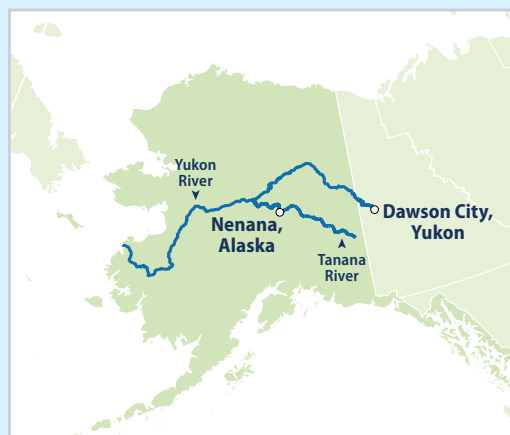 Yukon
River
Nenana,
Alaska
Dawson City,
Yukon
Tanana
River